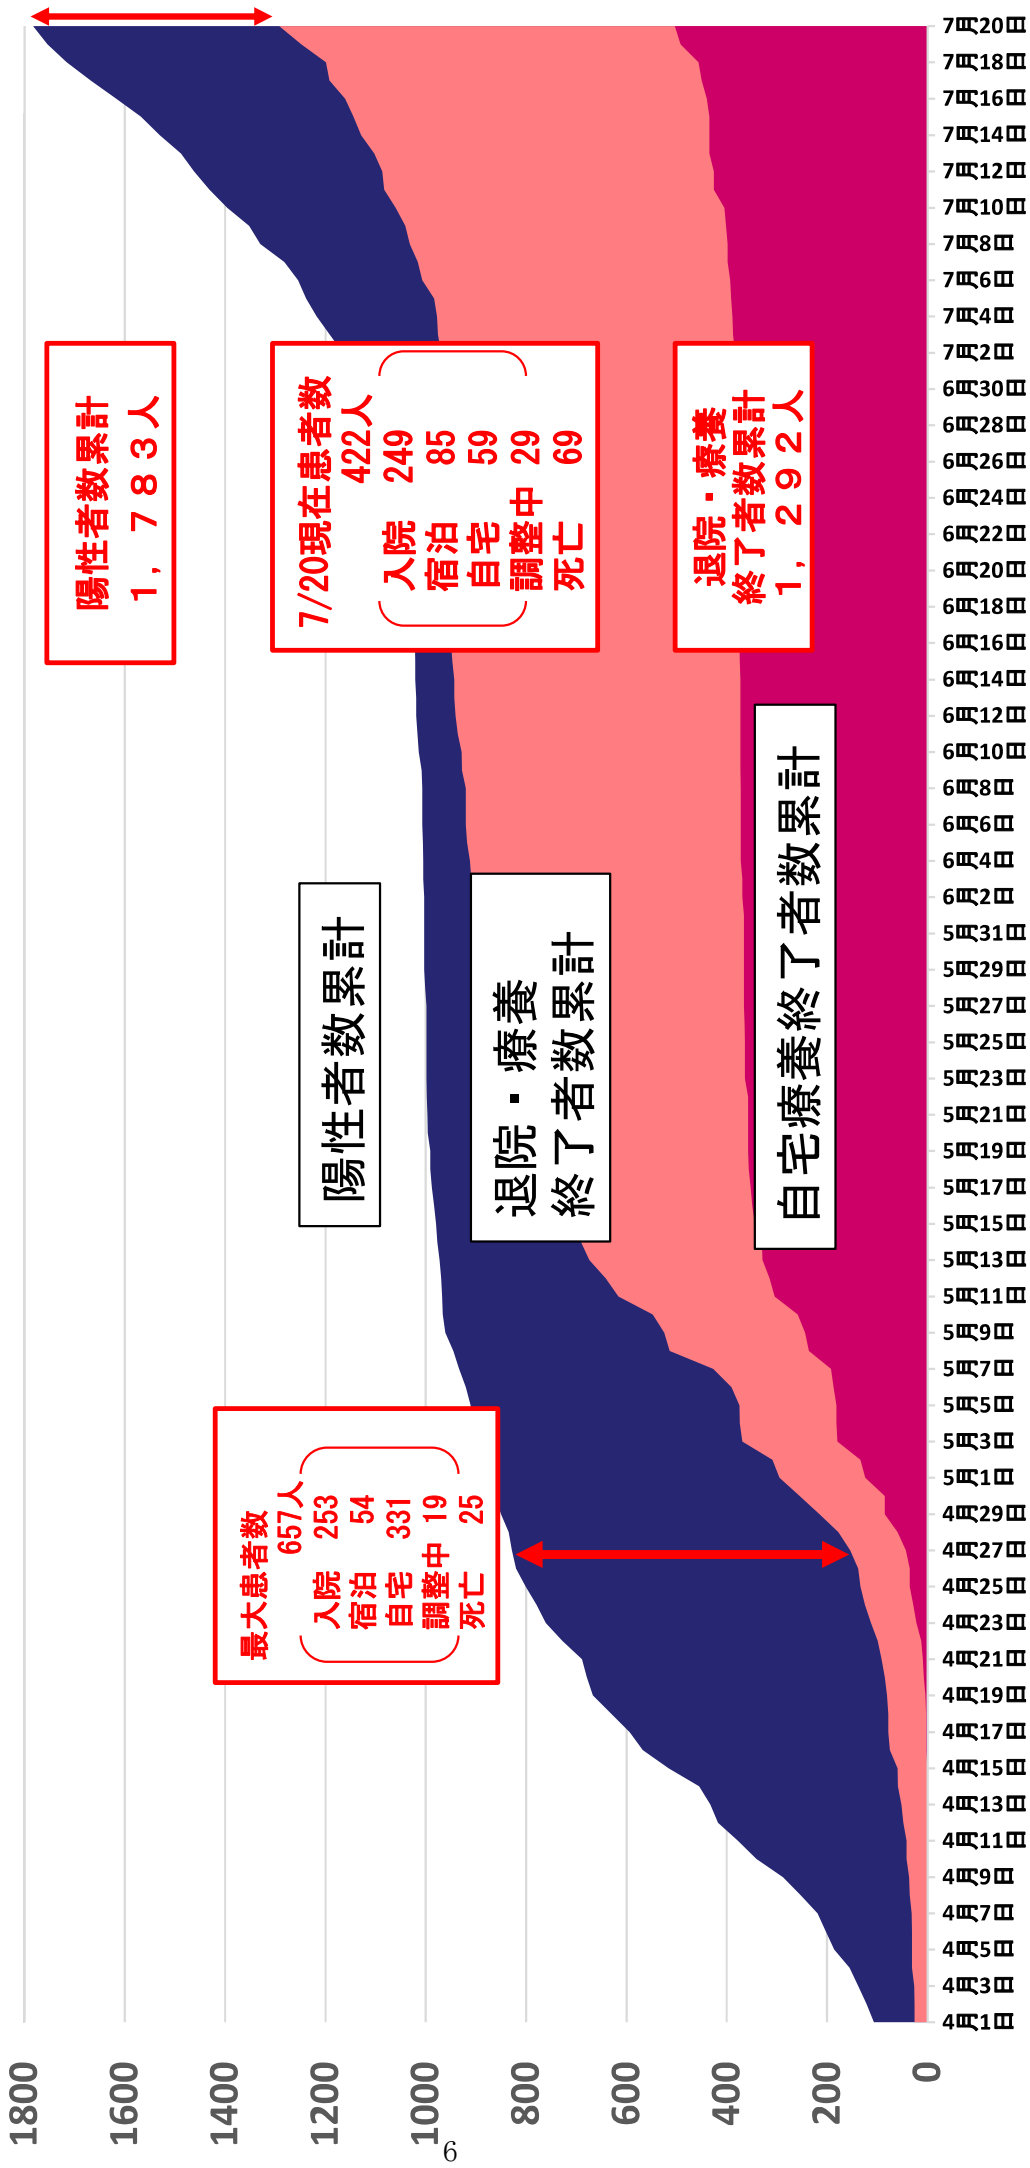 陽性者数累計
１，７８３人
7/20現在患者数
422人
入院 249
宿泊 85
自宅 59
調整中 29
死亡 69
退院・療養
終了者数累計
１，２９２人
最大患者数
657人
入院 253
宿泊 54
自宅 331
調整中 19
死亡 25
陽性者数累計
退院・療養
終了者数累計
自宅療養終了者数累計
1800
1600
1400
1200
1000
800
600
400
200
0
4月1日
4月3日
4月5日
4月7日
4月9日
4月11日
4月13日
4月15日
4月17日
4月19日
4月21日
4月23日
4月25日
4月27日
4月29日
5月1日
5月3日
5月5日
5月7日
5月9日
5月11日
5月13日
5月15日
5月17日
5月19日
5月21日
5月23日
5月25日
5月27日
5月29日
5月31日
6月2日
6月4日
6月6日
6月8日
6月10日
6月12日
6月14日
6月16日
6月18日
6月20日
6月22日
6月24日
6月26日
6月28日
6月30日
7月2日
7月4日
7月6日
7月8日
7月10日
7月12日
7月14日
7月16日
7月18日
7月20日
6